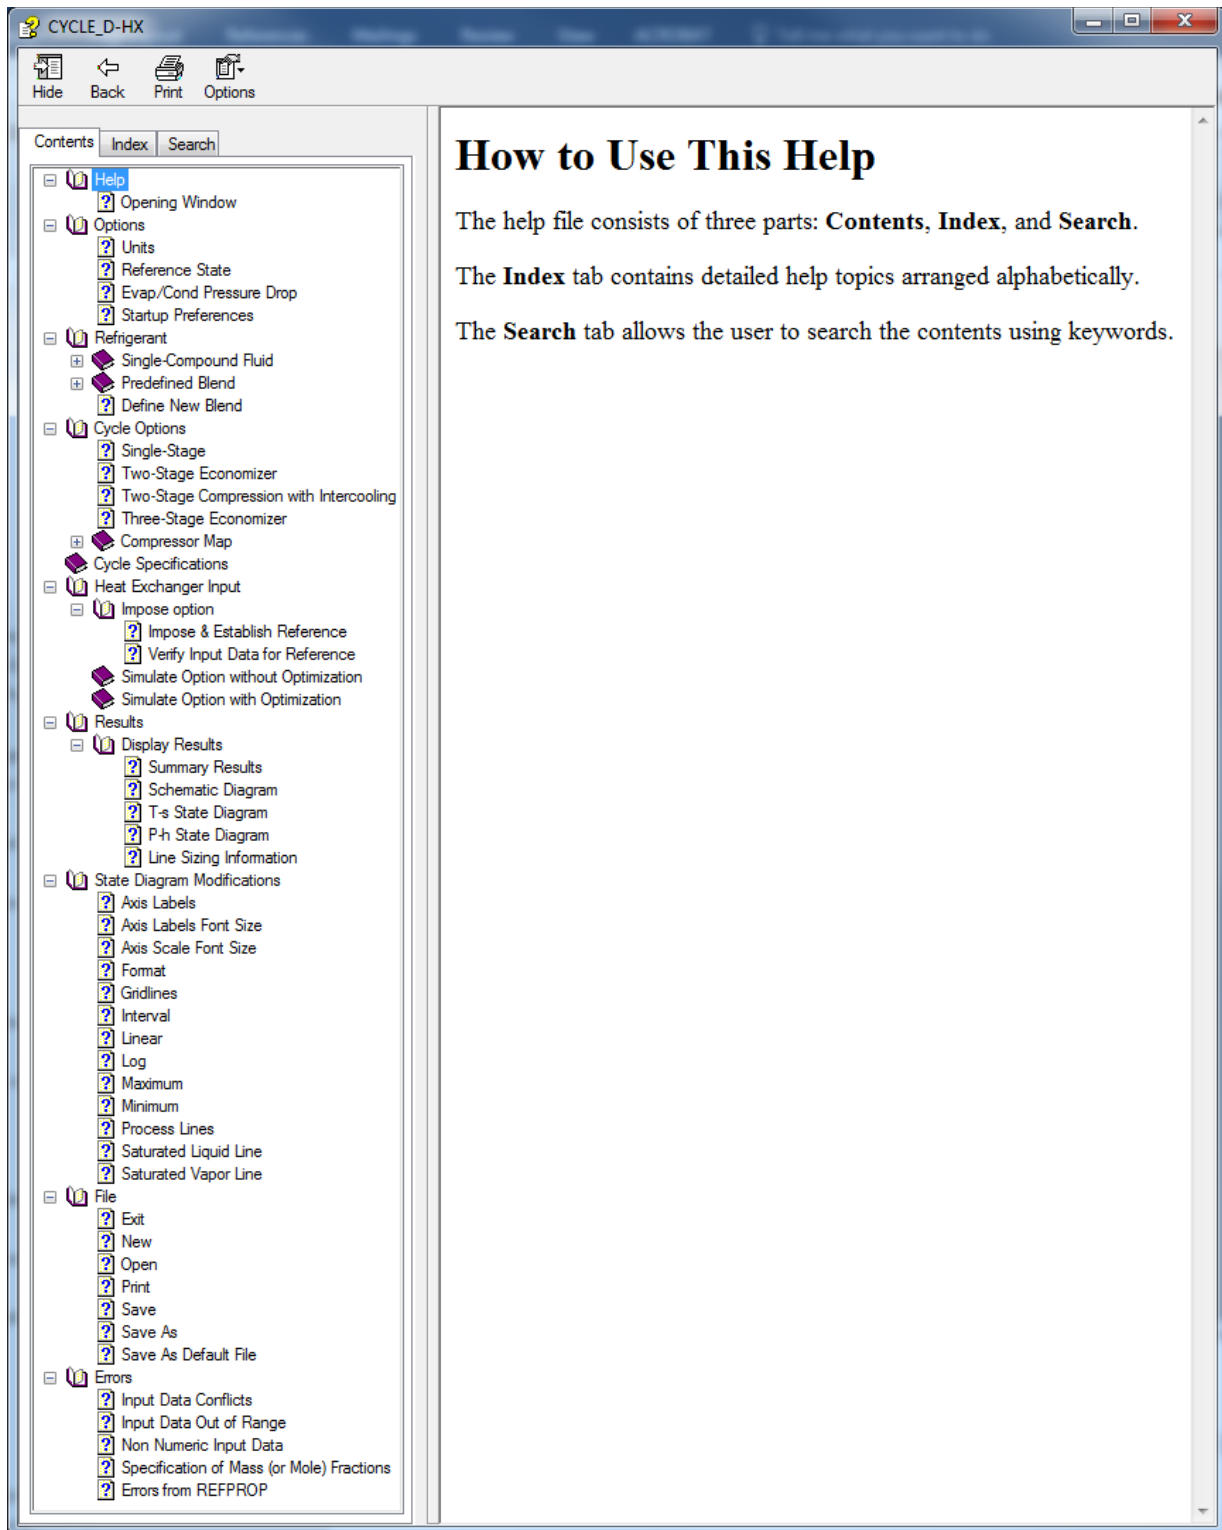 CYCLE_D-HX
Hide Back Print Options
Contents Index Search
Help
Opening Window
Options
Units
Reference State
Evap/Cond Pressure Drop
Startup Preferences
Refrigerant
Single-Compound Fluid
Predefined Blend
Define New Blend
Cycle Options
Single-Stage
Two-Stage Economizer
Two-Stage Compression with Intercooling
Three-Stage Economizer
Compressor Map
Cycle Specifications
Heat Exchanger Input
Impose option
Impose & Establish Reference
Verify Input Data for Reference
Simulate Option without Optimization
Simulate Option with Optimization
Results
Display Results
Summary Results
Schematic Diagram
T-s State Diagram
P-h State Diagram
Line Sizing Information
State Diagram Modifications
Axis Labels
Axis Labels Font Size
Axis Scale Font Size
Format
Gridlines
Interval
Linear
Log
Maximum
Minimum
Process Lines
Saturated Liquid Line
Saturated Vapor Line
File
Exit
New
Open
Print
Save
Save As
Save As Default File
Errors
Input Data Conflicts
Input Data Out of Range
Non Numeric Input Data
Specification of Mass (or Mole) Fractions
Errors from REFPROP
How to Use This Help
The help file consists of three parts: Contents, Index, and Search.
The Index tab contains detailed help topics arranged alphabetically.
The Search tab allows the user to search the contents using keywords.